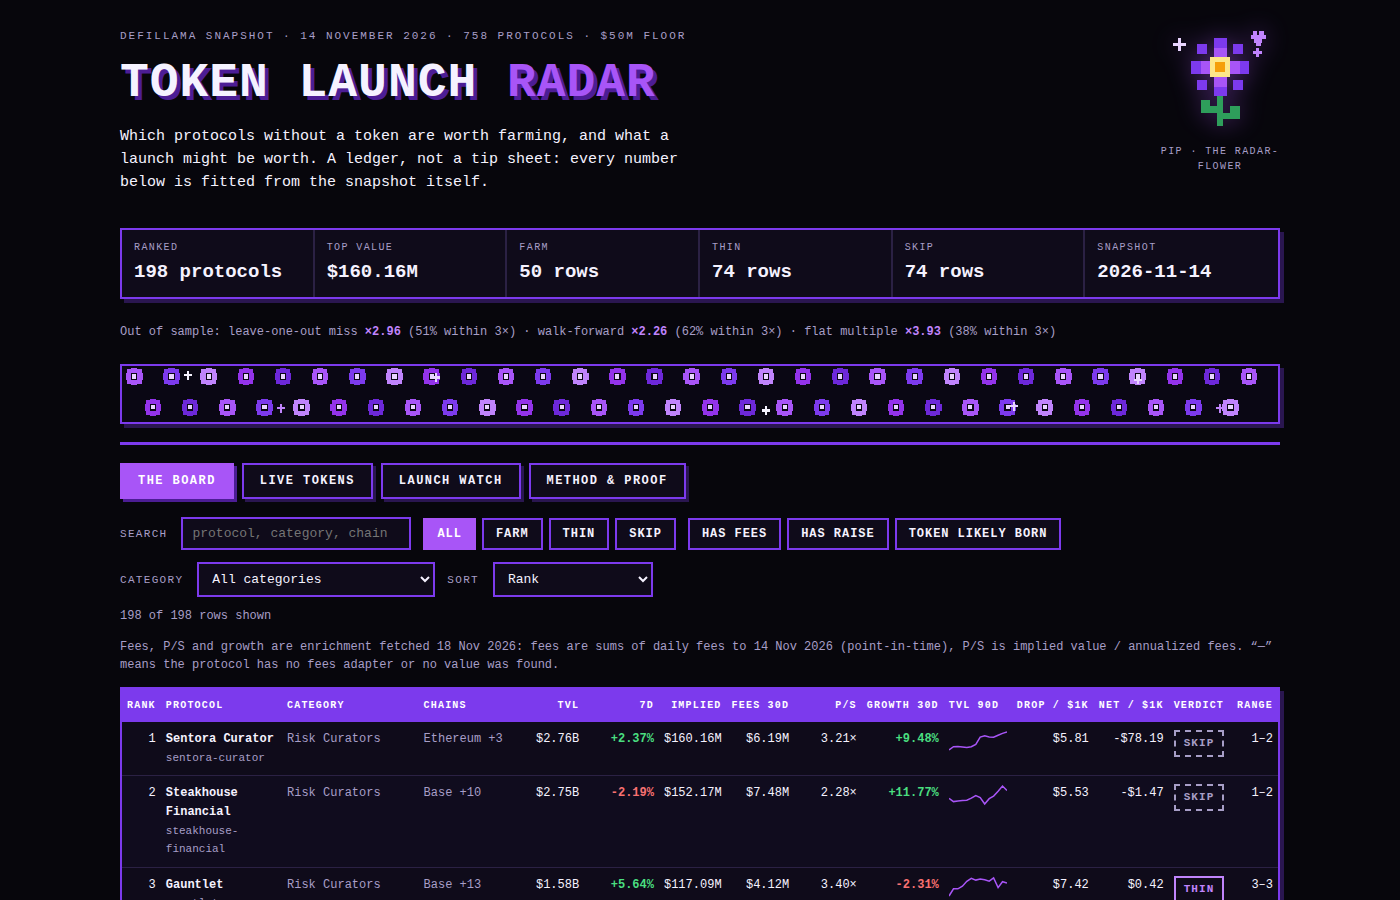 DEFILLAMA SNAPSHOT · 14 NOVEMBER 2026 · 758 PROTOCOLS · $50M FLOOR
TOKEN LAUNCH RADAR
Which protocols without a token are worth farming, and what a
launch might be worth. A ledger, not a tip sheet: every number
below is fitted from the snapshot itself.
PIP · THE RADAR-
FLOWER
RANKED TOP VALUE FARM THIN SKIP SNAPSHOT
198 protocols $160.16M 50 rows 74 rows 74 rows 2026-11-14
Out of sample: leave-one-out miss ×2.96 (51% within 3×) · walk-forward ×2.26 (62% within 3×) · flat multiple ×3.93 (38% within 3×)
THE BOARD LIVE TOKENS LAUNCH WATCH METHOD & PROOF
SEARCH protocol, category, chain ALL FARM THIN SKIP HAS FEES HAS RAISE TOKEN LIKELY BORN
CATEGORY All categories SORT Rank
198 of 198 rows shown
Fees, P/S and growth are enrichment fetched 18 Nov 2026: fees are sums of daily fees to 14 Nov 2026 (point-in-time), P/S is implied value / annualized fees. “—”
means the protocol has no fees adapter or no value was found.
RANK PROTOCOL CATEGORY CHAINS TVL 7D IMPLIED FEES 30D P/S GROWTH 30D TVL 90D DROP / $1K NET / $1K VERDICT RANGE
1 Sentora Curator Risk Curators Ethereum +3 $2.76B +2.37% $160.16M $6.19M 3.21× +9.48% $5.81 -$78.19 SKIP 1–2
sentora-curator
2 Steakhouse Risk Curators Base +10 $2.75B -2.19% $152.17M $7.48M 2.28× +11.77% $5.53 -$1.47 SKIP 1–2
Financial
steakhouse-
financial
3 Gauntlet Risk Curators Base +13 $1.58B +5.64% $117.09M $4.12M 3.40× -2.31% $7.42 $0.42 THIN 3–3